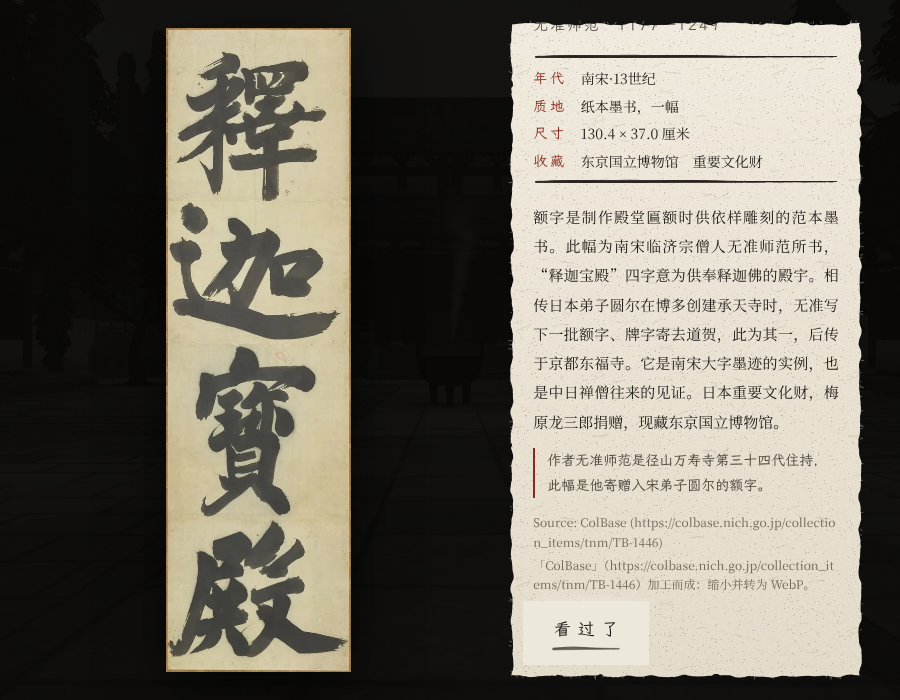 釋
迦
寶
殿
无准师范 1177—1249
年代 南宋·13世纪
质地 纸本墨书，一幅
尺寸 130.4 × 37.0 厘米
收藏 东京国立博物馆 重要文化财
额字是制作殿堂匾额时供依样雕刻的范本墨
书。此幅为南宋临济宗僧人无准师范所书，
“释迦宝殿”四字意为供奉释迦佛的殿宇。相
传日本弟子圆尔在博多创建承天寺时，无准写
下一批额字、牌字寄去道贺，此为其一，后传
于京都东福寺。它是南宋大字墨迹的实例，也
是中日禅僧往来的见证。日本重要文化财，梅
原龙三郎捐赠，现藏东京国立博物馆。
作者无准师范是径山万寿寺第三十四代住持，
此幅是他寄赠入宋弟子圆尔的额字。
Source: ColBase (https://colbase.nich.go.jp/collectio
n_items/tnm/TB-1446)
「ColBase」（https://colbase.nich.go.jp/collection_it
ems/tnm/TB-1446）加工而成：缩小并转为 WebP。
看过了